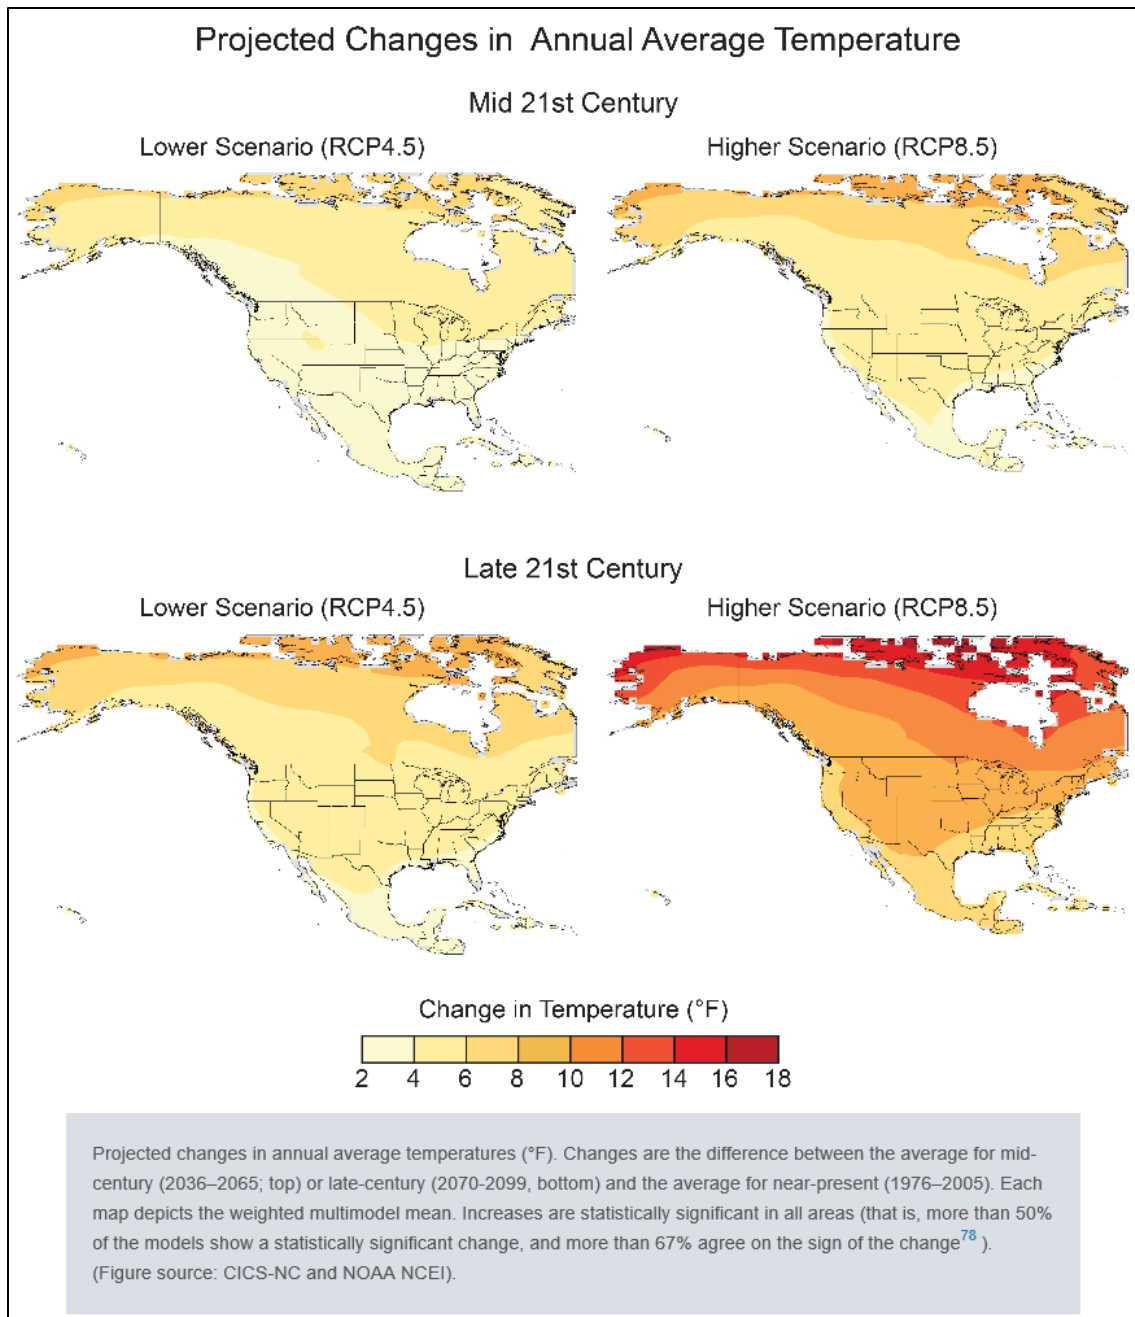 Projected Changes in Annual Average Temperature
Mid 21st Century
Lower Scenario (RCP4.5)
Higher Scenario (RCP8.5)
Late 21st Century
Lower Scenario (RCP4.5)
Higher Scenario (RCP8.5)
Change in Temperature (°F)
2 4 6 8 10 12 14 16 18
Projected changes in annual average temperatures (°F). Changes are the difference between the average for mid-
century (2036–2065; top) or late-century (2070-2099, bottom) and the average for near-present (1976–2005). Each
map depicts the weighted multimodel mean. Increases are statistically significant in all areas (that is, more than 50%
of the models show a statistically significant change, and more than 67% agree on the sign of the change78 ).
(Figure source: CICS-NC and NOAA NCEI).